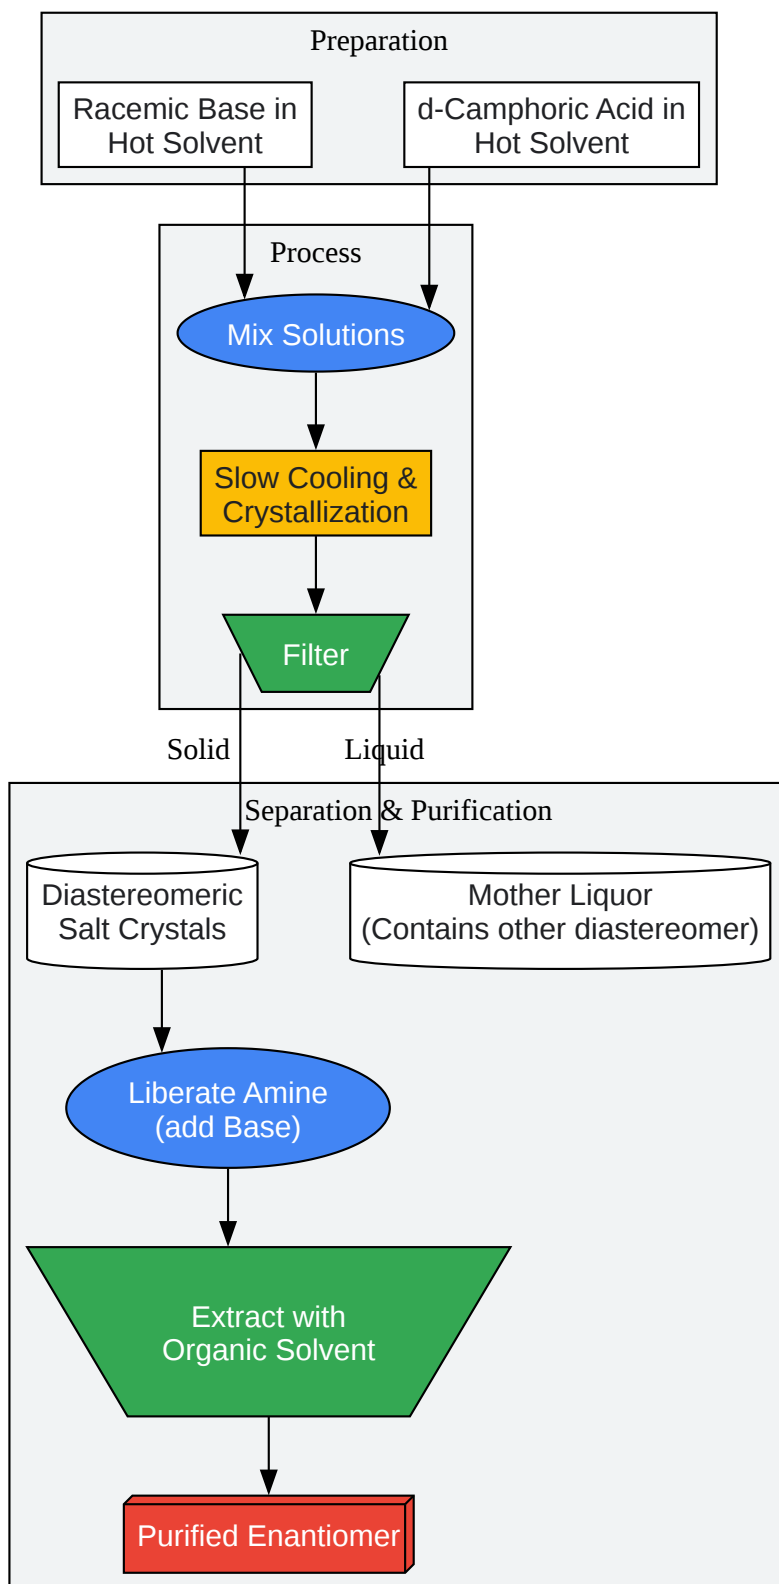 Preparation
Racemic Base in
Hot Solvent
d-Camphoric Acid in
Hot Solvent
Process
Mix Solutions
Slow Cooling &
Crystallization
Filter
Solid
Liquid
Separation & Purification
Diastereomeric
Salt Crystals
Mother Liquor
(Contains other diastereomer)
Liberate Amine
(add Base)
Extract with
Organic Solvent
Purified Enantiomer